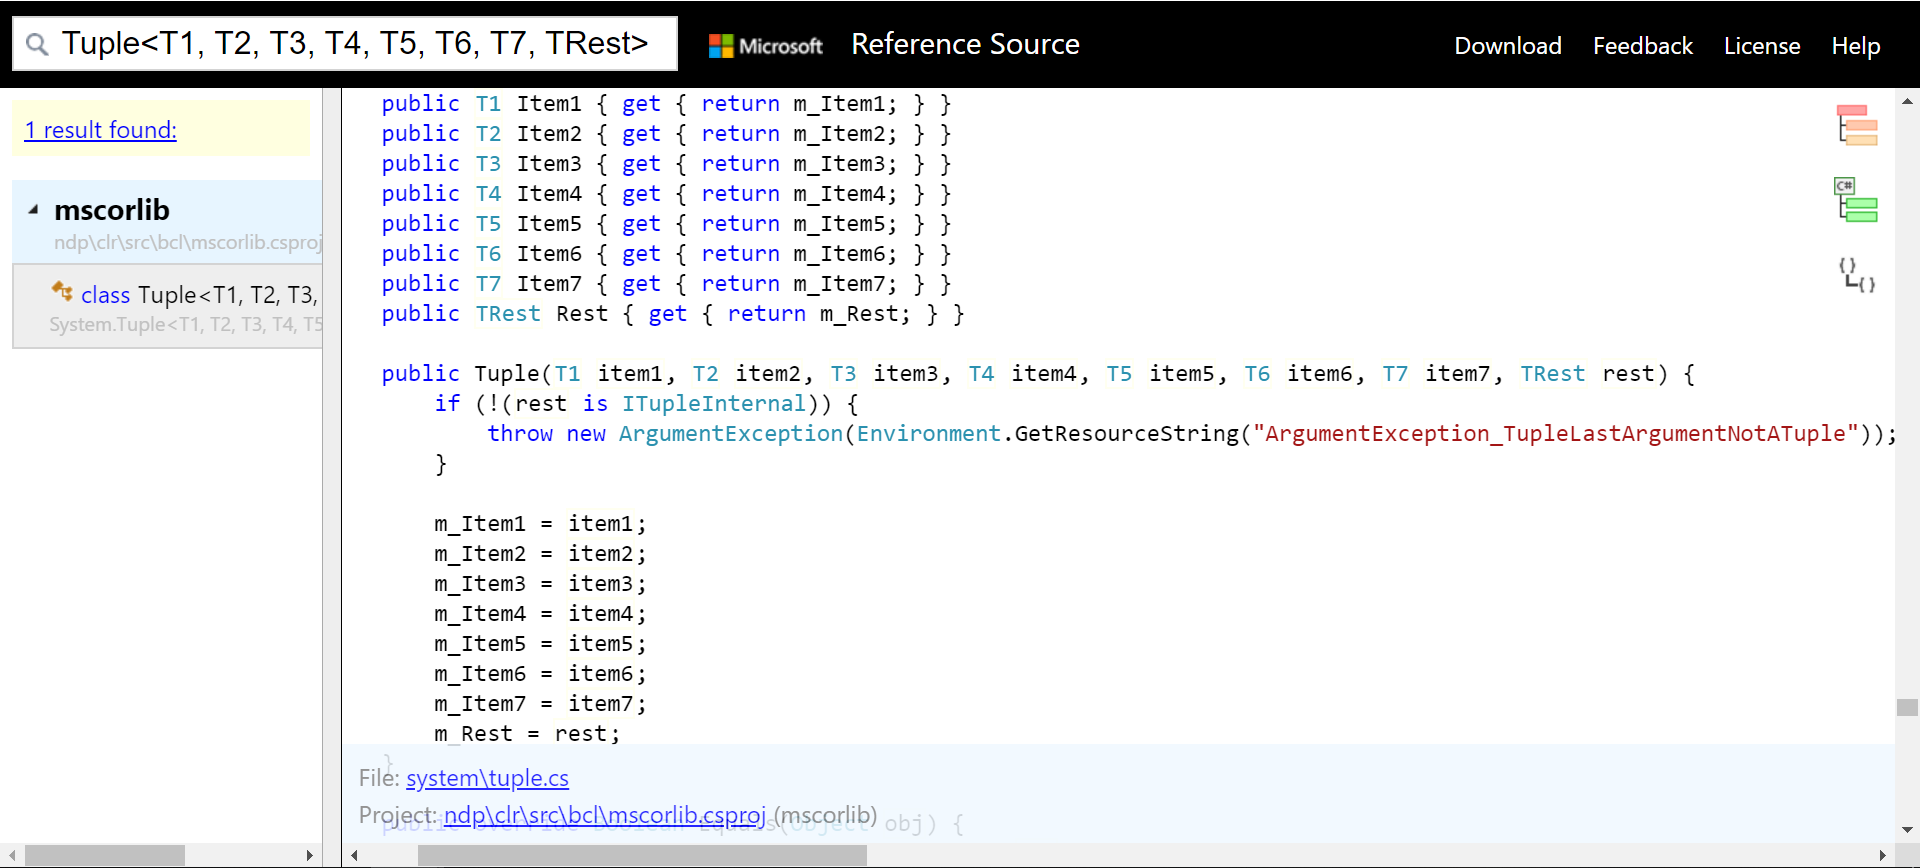 Tuple<T1, T2, T3, T4, T5, T6, T7, TRest>
Microsoft Reference Source
Download Feedback License Help
1 result found:
mscorlib
ndp\clr\src\bcl\mscorlib.csproj
class Tuple<T1, T2, T3,
System.Tuple<T1, T2, T3, T4, T5
public T1 Item1 { get { return m_Item1; } }
public T2 Item2 { get { return m_Item2; } }
public T3 Item3 { get { return m_Item3; } }
public T4 Item4 { get { return m_Item4; } }
public T5 Item5 { get { return m_Item5; } }
public T6 Item6 { get { return m_Item6; } }
public T7 Item7 { get { return m_Item7; } }
public TRest Rest { get { return m_Rest; } }
public Tuple(T1 item1, T2 item2, T3 item3, T4 item4, T5 item5, T6 item6, T7 item7, TRest rest) {
if (!(rest is ITupleInternal)) {
throw new ArgumentException(Environment.GetResourceString("ArgumentException_TupleLastArgumentNotATuple"));
}
m_Item1 = item1;
m_Item2 = item2;
m_Item3 = item3;
m_Item4 = item4;
m_Item5 = item5;
m_Item6 = item6;
m_Item7 = item7;
m_Rest = rest;
}
File: system\tuple.cs
Project: ndp\clr\src\bcl\mscorlib.csproj (mscorlib)
public override Boolean Equals(Object obj) {
C#
{}
{}